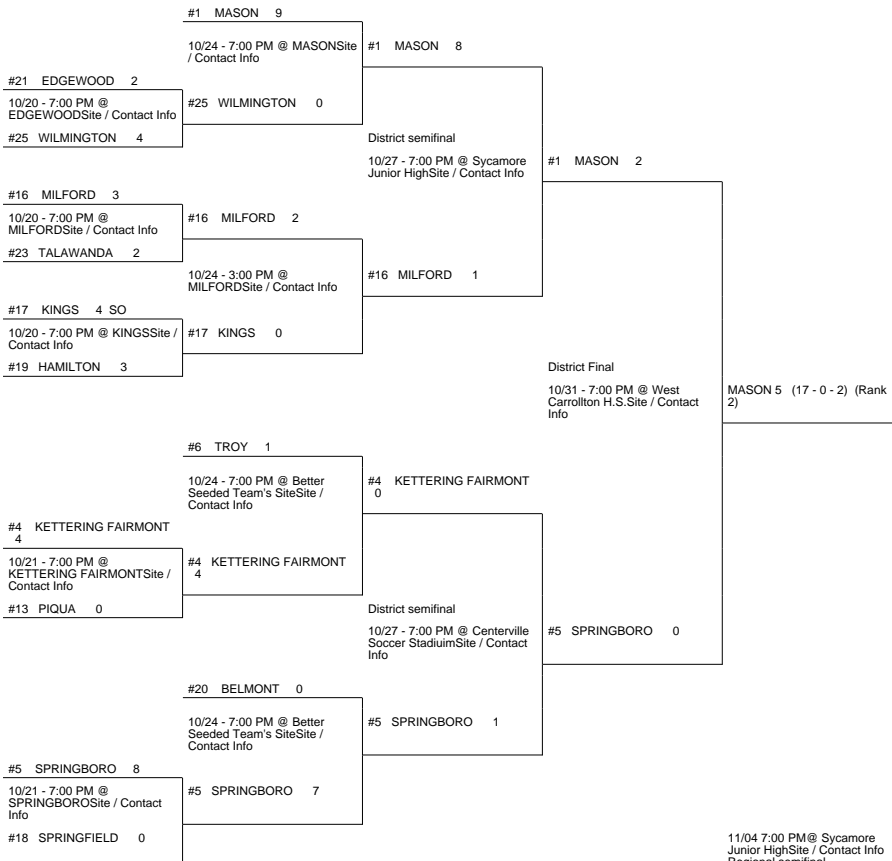 #1 MASON 9
10/24 - 7:00 PM @ MASONSite
/ Contact Info
#1 MASON 8
#21 EDGEWOOD 2
10/20 - 7:00 PM @
EDGEWOODSite / Contact Info
#25 WILMINGTON 0
#25 WILMINGTON 4
District semifinal
10/27 - 7:00 PM @ Sycamore
Junior HighSite / Contact Info
#1 MASON 2
#16 MILFORD 3
10/20 - 7:00 PM @
MILFORDSite / Contact Info
#16 MILFORD 2
#23 TALAWANDA 2
10/24 - 3:00 PM @
MILFORDSite / Contact Info
#16 MILFORD 1
#17 KINGS 4 SO
10/20 - 7:00 PM @ KINGSSite /
Contact Info
#17 KINGS 0
#19 HAMILTON 3
District Final
10/31 - 7:00 PM @ West
Carrollton H.S.Site / Contact
Info
MASON 5 (17 - 0 - 2) (Rank
2)
#6 TROY 1
10/24 - 7:00 PM @ Better
Seeded Team's SiteSite /
Contact Info
#4 KETTERING FAIRMONT
0
#4 KETTERING FAIRMONT
4
10/21 - 7:00 PM @
KETTERING FAIRMONTSite /
Contact Info
#4 KETTERING FAIRMONT
4
#13 PIQUA 0
District semifinal
10/27 - 7:00 PM @ Centerville
Soccer StadiuimSite / Contact
Info
#5 SPRINGBORO 0
#20 BELMONT 0
10/24 - 7:00 PM @ Better
Seeded Team's SiteSite /
Contact Info
#5 SPRINGBORO 1
#5 SPRINGBORO 8
10/21 - 7:00 PM @
SPRINGBOROSite / Contact
Info
#5 SPRINGBORO 7
#18 SPRINGFIELD 0
11/04 7:00 PM@ Sycamore
Junior HighSite / Contact Info
Regional semifinal